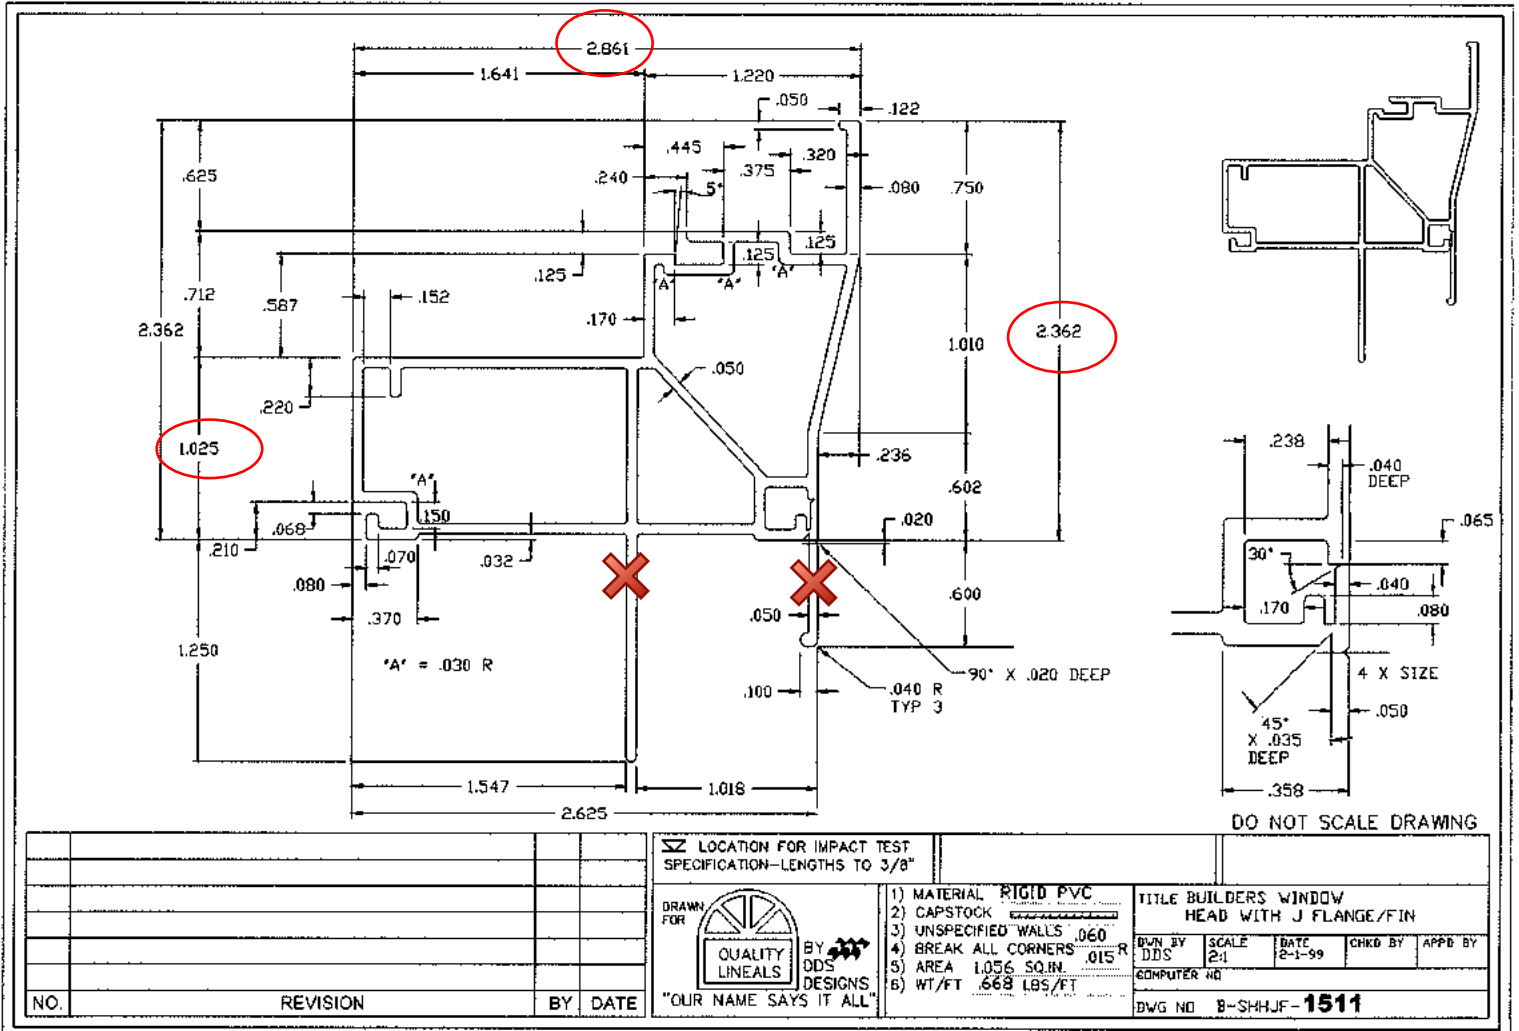 2.861
1.641
1.220
.050
.122
.445
.320
.375
.240
5°
.080
.750
.625
.125
.125
.125
"A"
"A"
"A"
.712
.587
.152
.170
2.362
2.362
1.010
.050
.220
1.025
.236
"A"
.602
.150
.068
.020
.210
.070
.032
.080
.600
.050
.370
1.250
"A" = .030 R
.100
.040 R
TYP 3
90° X .020 DEEP
1.547
1.018
2.625
.238
.040
DEEP
.065
30°
.040
.170
.080
4 X SIZE
.050
45°
X .035
DEEP
.358
DO NOT SCALE DRAWING
LOCATION FOR IMPACT TEST
SPECIFICATION-LENGTHS TO 3/8"
DRAWN
FOR
QUALITY
LINEALS
BY
DDS
DESIGNS
"OUR NAME SAYS IT ALL"
1) MATERIAL RIGID PVC
2) CAPSTOCK
3) UNSPECIFIED WALLS .060
4) BREAK ALL CORNERS .015 R
5) AREA 1.056 SQ.IN.
6) WT/FT .668 LBS/FT
TITLE BUILDERS WINDOW
HEAD WITH J FLANGE/FIN
DWN BY
DDS
SCALE
2:1
DATE
2-1-99
CHKD BY
APPD BY
COMPUTER NO
DWG NO B-SHHJF-1511
NO.
REVISION
BY
DATE